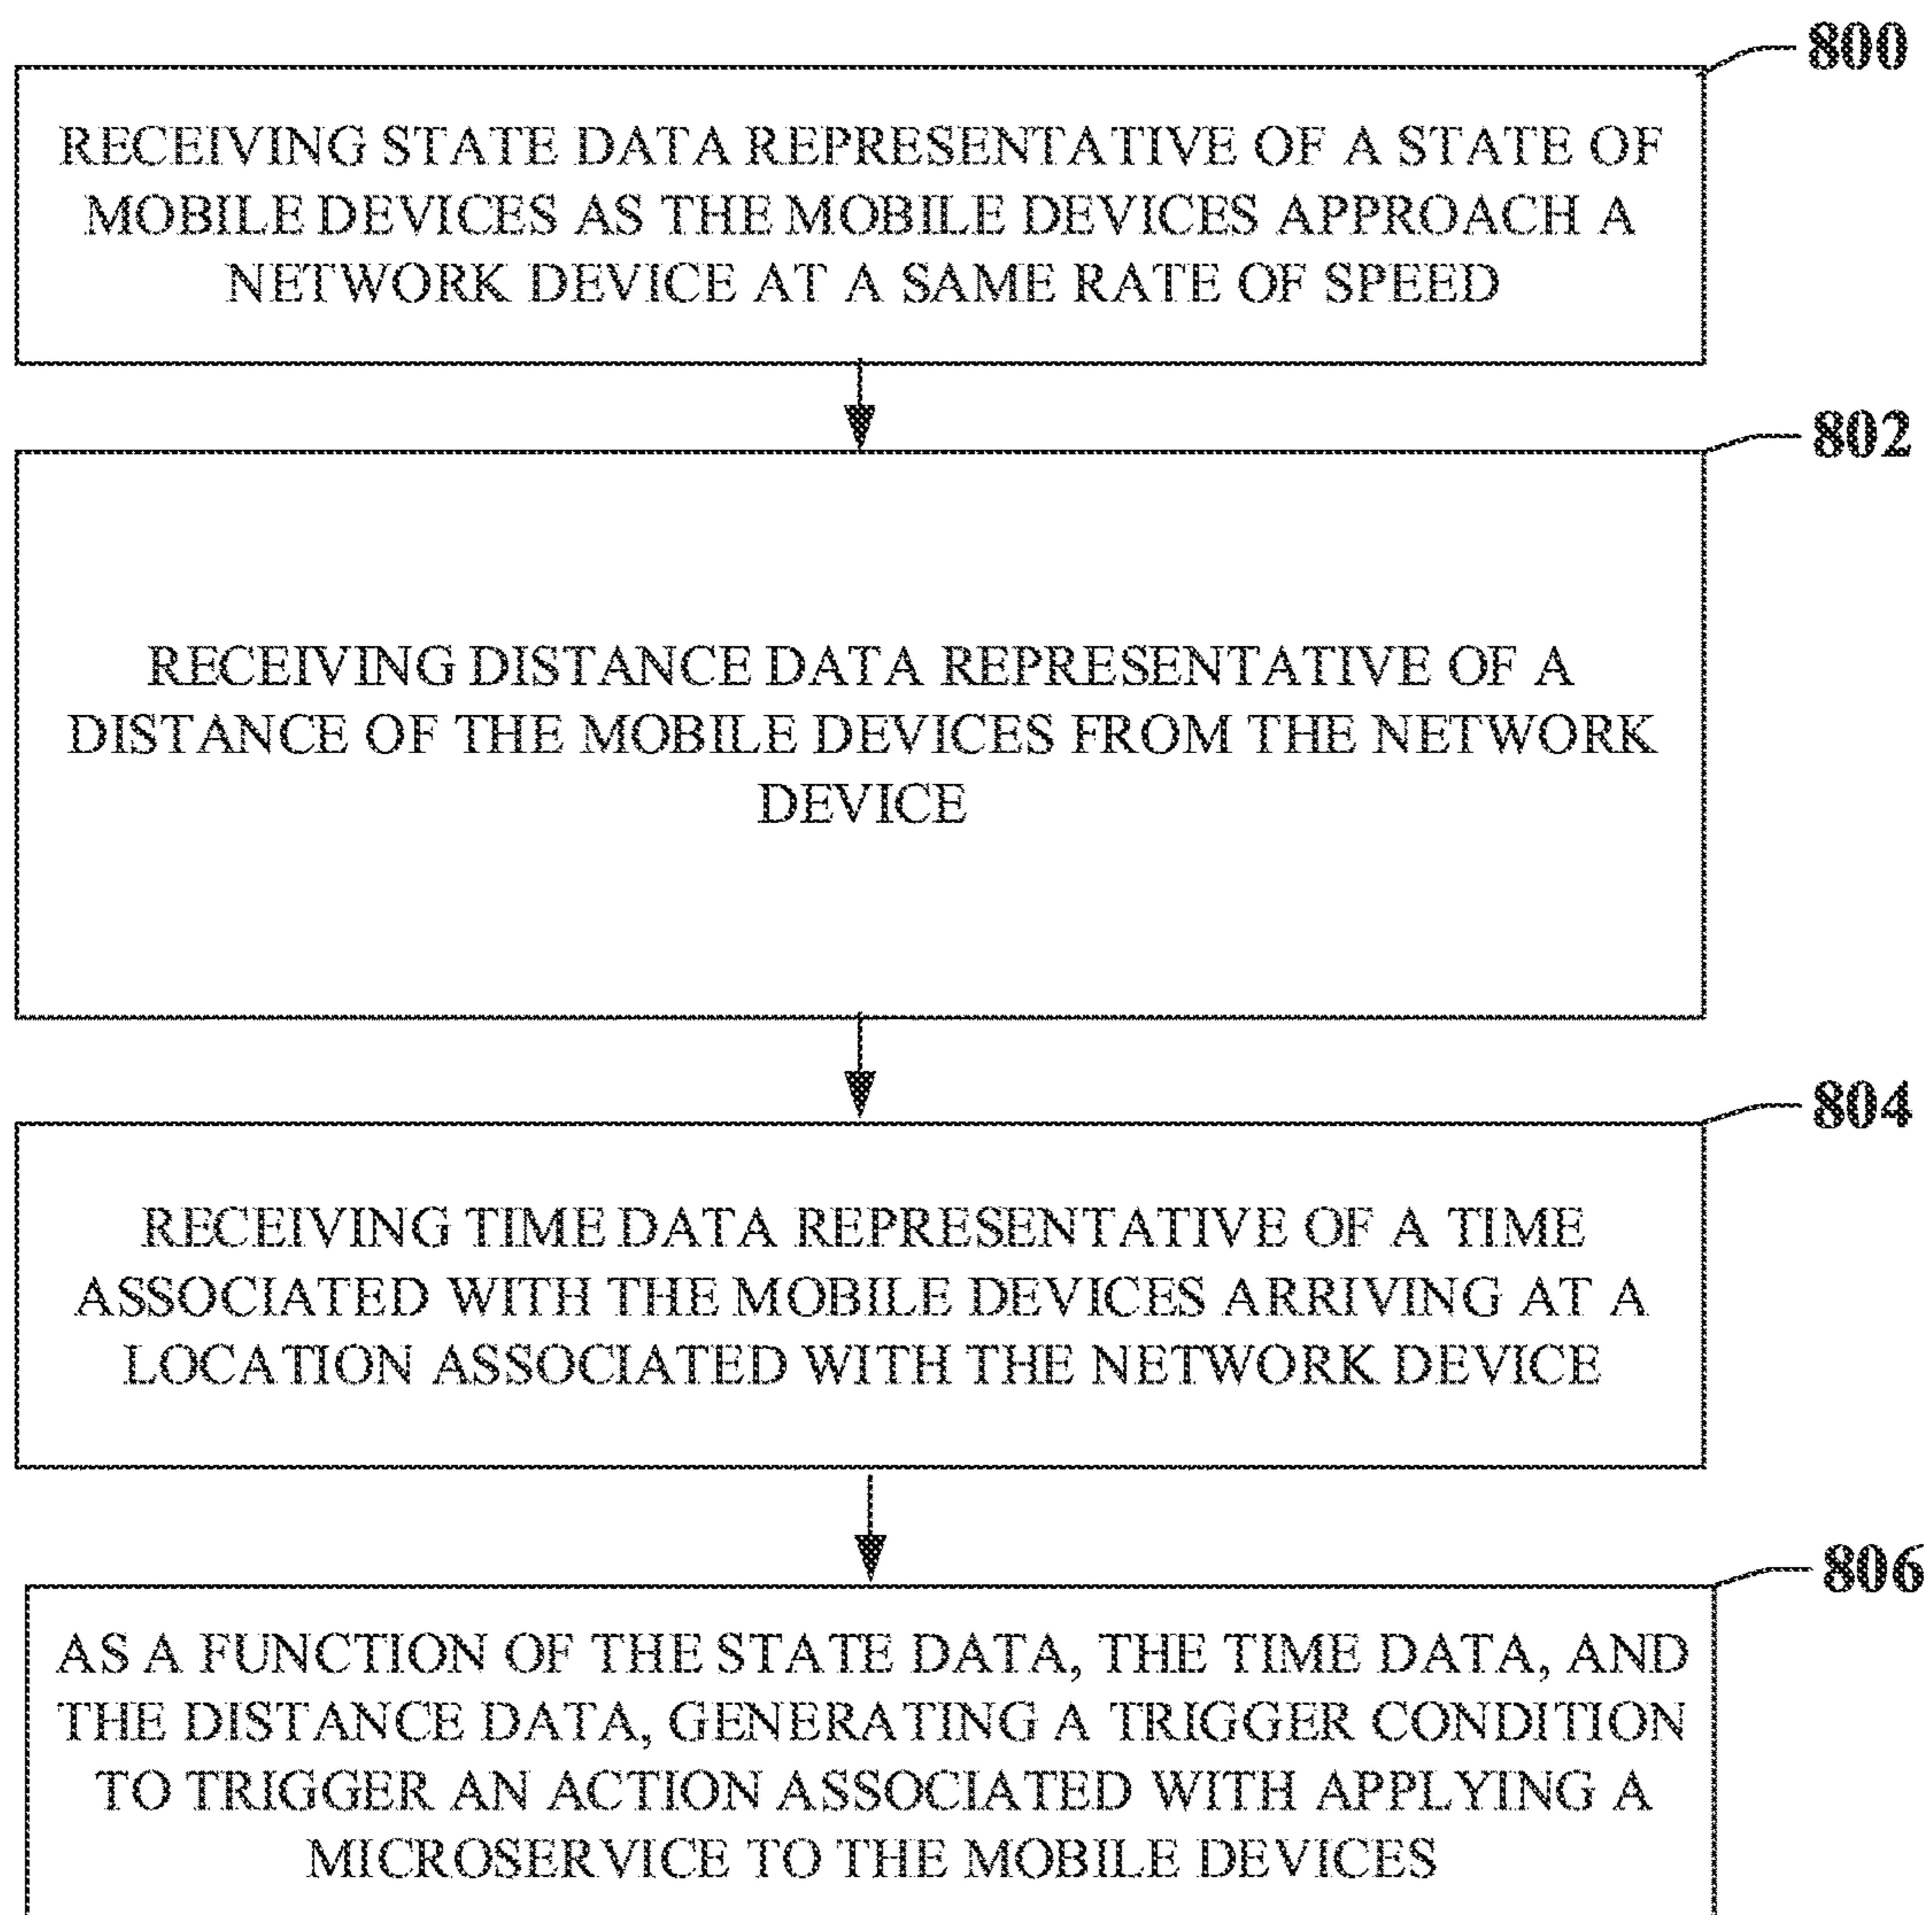 800
RECEIVING STATE DATA REPRESENTATIVE OF A STATE OF
MOBILE DEVICES AS THE MOBILE DEVICES APPROACH A
NETWORK DEVICE AT A SAME RATE OF SPEED
802
RECEIVING DISTANCE DATA REPRESENTATIVE OF A
DISTANCE OF THE MOBILE DEVICES FROM THE NETWORK
DEVICE
804
RECEIVING TIME DATA REPRESENTATIVE OF A TIME
ASSOCIATED WITH THE MOBILE DEVICES ARRIVING AT A
LOCATION ASSOCIATED WITH THE NETWORK DEVICE
806
AS A FUNCTION OF THE STATE DATA, THE TIME DATA, AND
THE DISTANCE DATA, GENERATING A TRIGGER CONDITION
TO TRIGGER AN ACTION ASSOCIATED WITH APPLYING A
MICROSERVICE TO THE MOBILE DEVICES